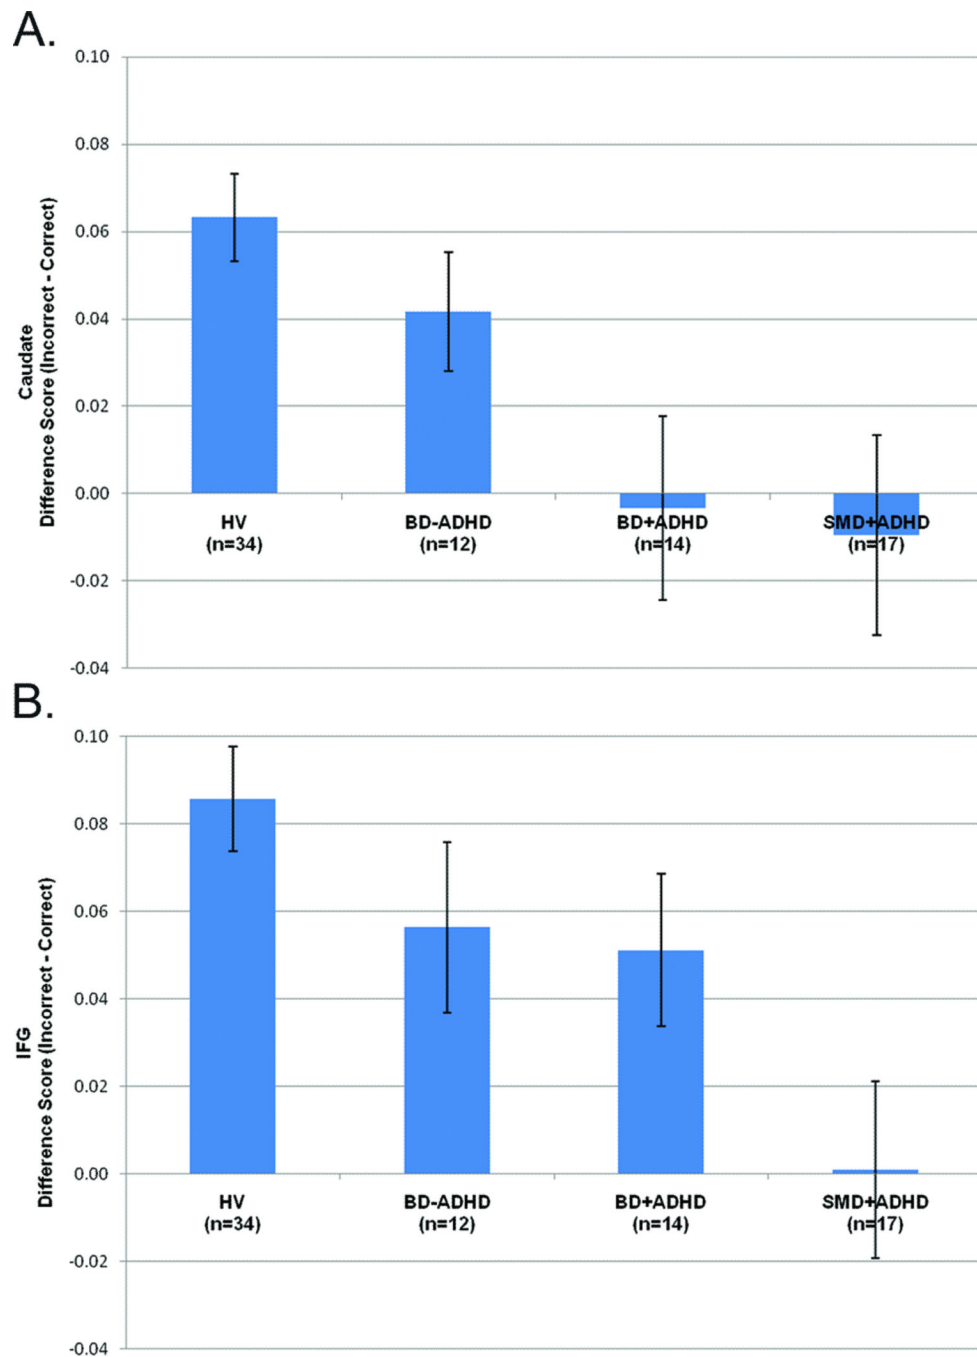 A.
Caudate
Difference Score (Incorrect - Correct)
0.10
0.08
0.06
0.04
0.02
0.00
-0.02
-0.04
HV
(n=34)
BD-ADHD
(n=12)
BD+ADHD
(n=14)
SMD+ADHD
(n=17)
B.
IFG
Difference Score (Incorrect - Correct)
0.10
0.08
0.06
0.04
0.02
0.00
-0.02
-0.04
HV
(n=34)
BD-ADHD
(n=12)
BD+ADHD
(n=14)
SMD+ADHD
(n=17)